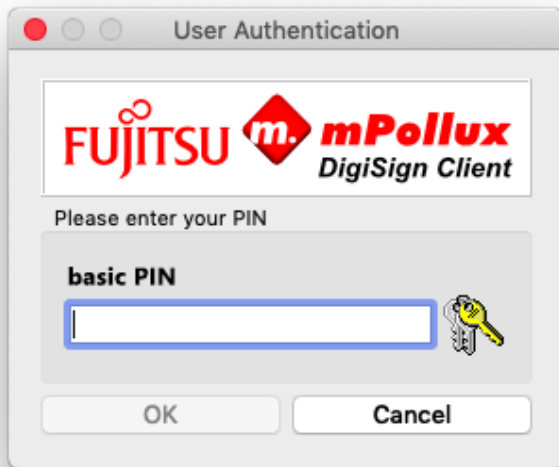 User Authentication
FUJITSU m. mPollux
DigiSign Client
Please enter your PIN
basic PIN
OK Cancel